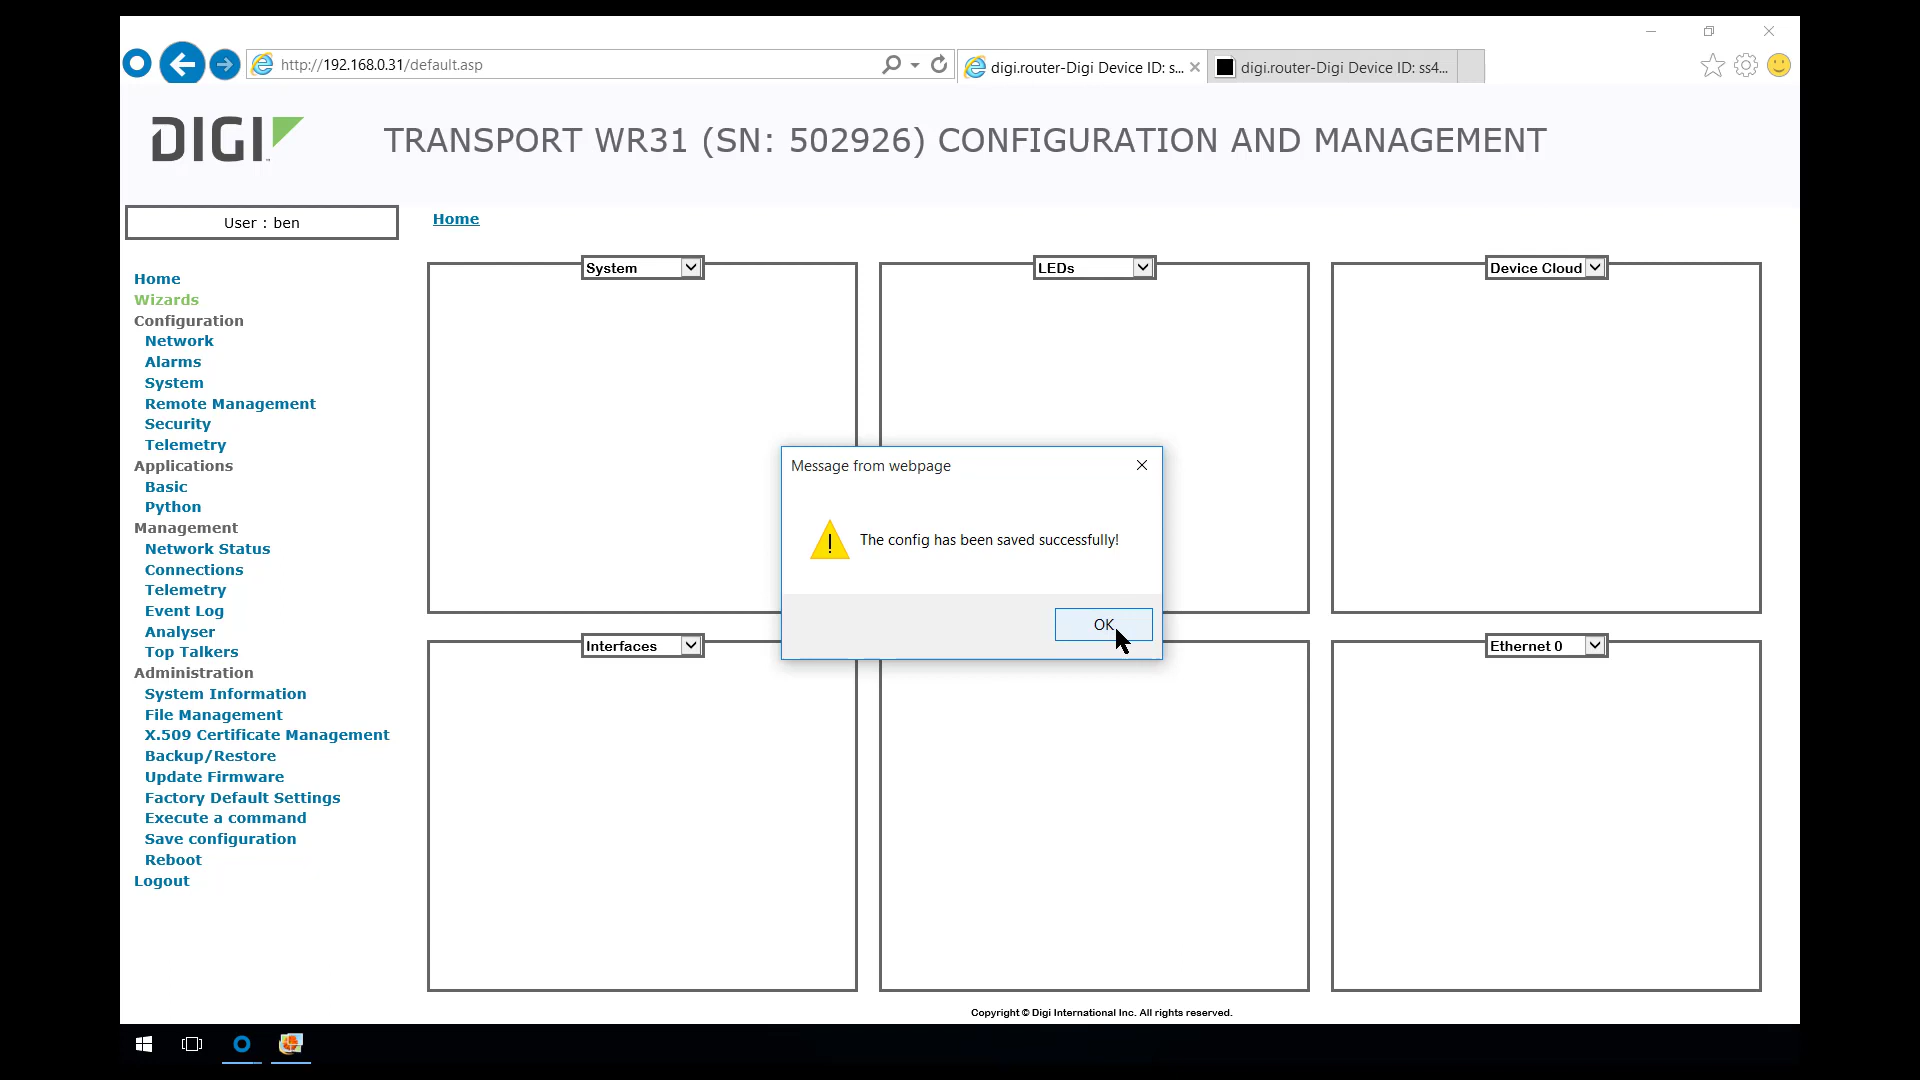 http://192.168.0.31/default.asp
digi.router-Digi Device ID: s...
digi.router-Digi Device ID: ss4...
DIGI
TRANSPORT WR31 (SN: 502926) CONFIGURATION AND MANAGEMENT
User : ben
Home
Home
Wizards
Configuration
Network
Alarms
System
Remote Management
Security
Telemetry
Applications
Basic
Python
Management
Network Status
Connections
Telemetry
Event Log
Analyser
Top Talkers
Administration
System Information
File Management
X.509 Certificate Management
Backup/Restore
Update Firmware
Factory Default Settings
Execute a command
Save configuration
Reboot
Logout
System
LEDs
Device Cloud
Message from webpage
The config has been saved successfully!
OK
Interfaces
Ethernet 0
Copyright © Digi International Inc. All rights reserved.